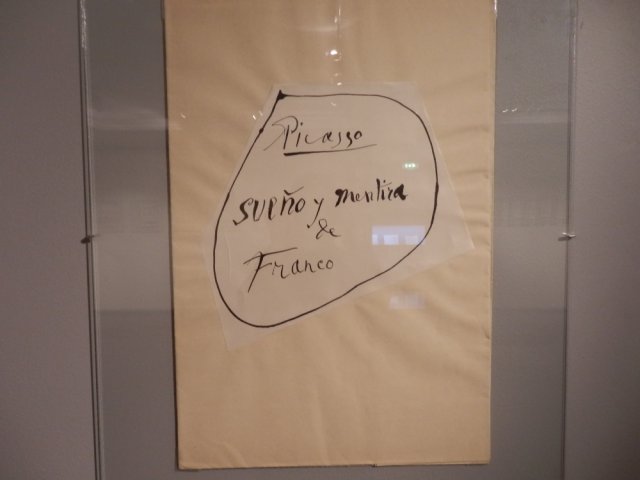 Picasso
SUEÑO y mentira
de
Franco